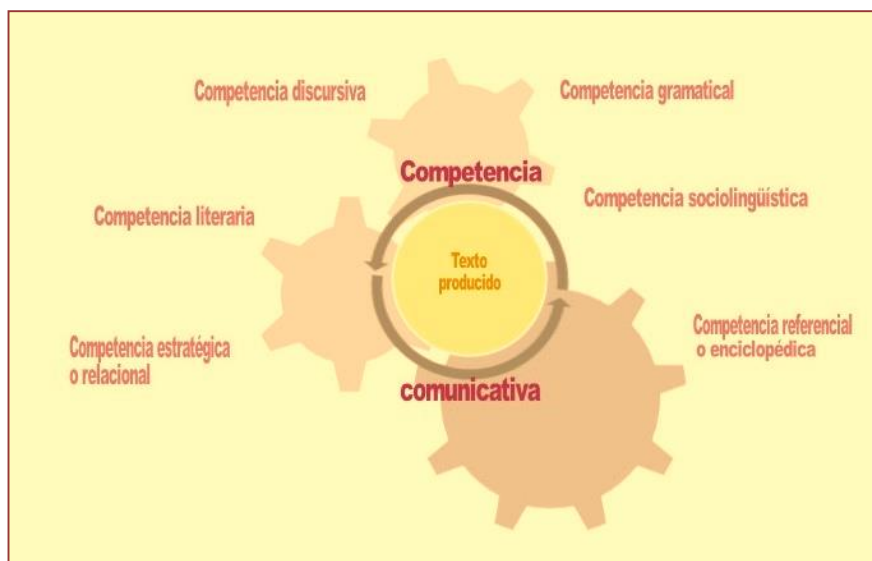 Competencia discursiva
Competencia gramatical
Competencia
Competencia sociolingüística
Competencia literaria
Texto
producido
Competencia referencial
o enciclopédica
Competencia estratégica
o relacional
comunicativa